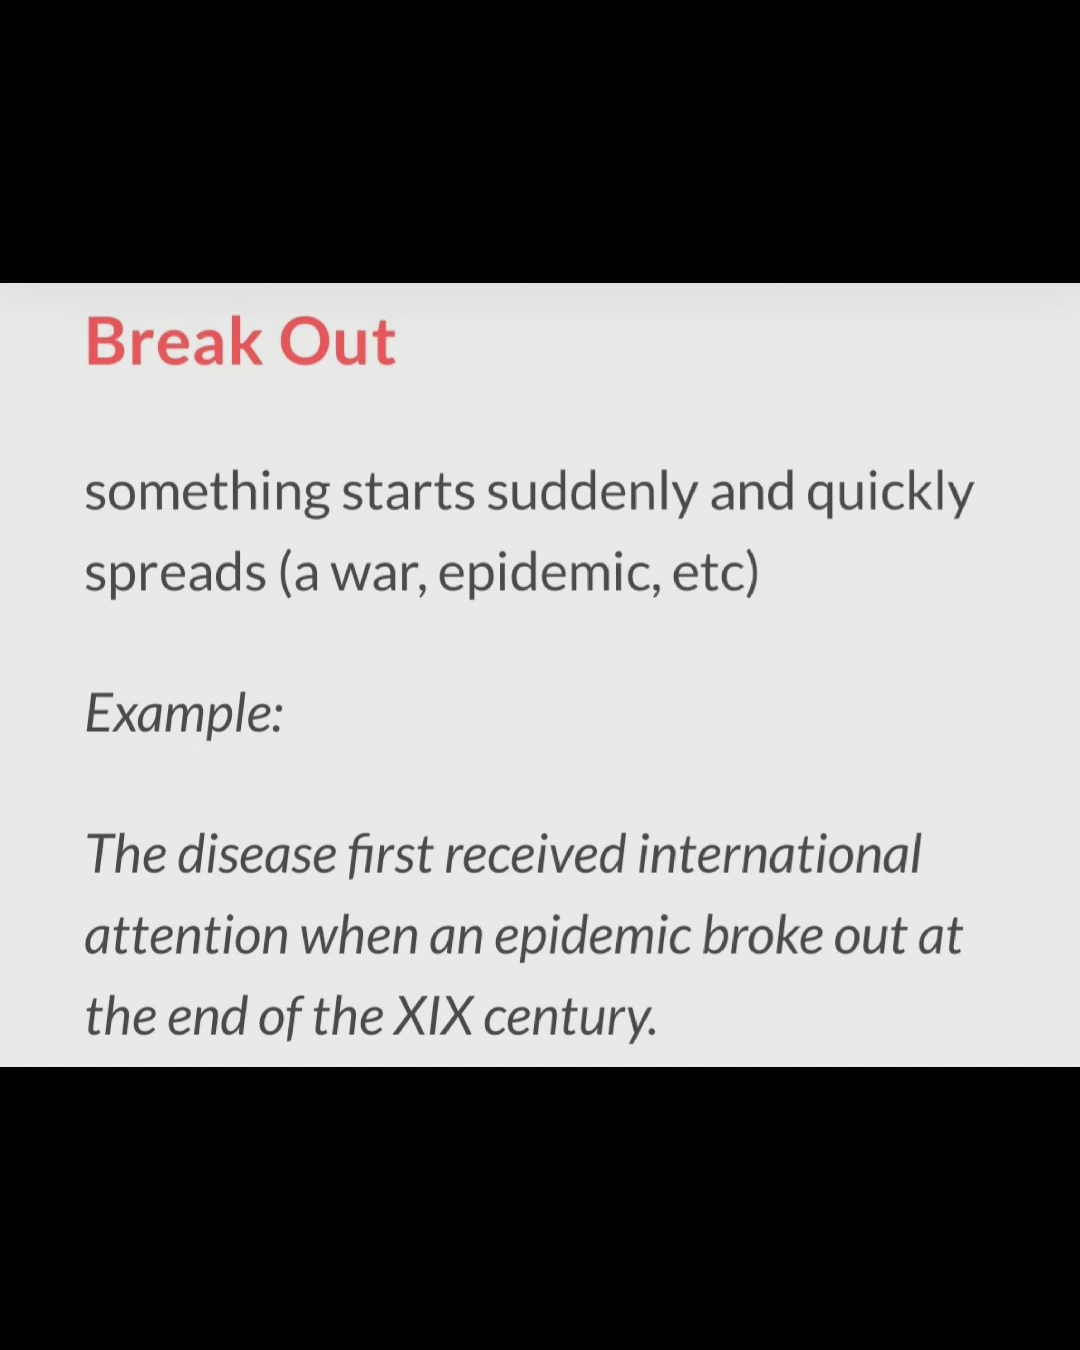 Break Out
something starts suddenly and quickly
spreads (a war, epidemic, etc)
Example:
The disease first received international
attention when an epidemic broke out at
the end of the XIX century.